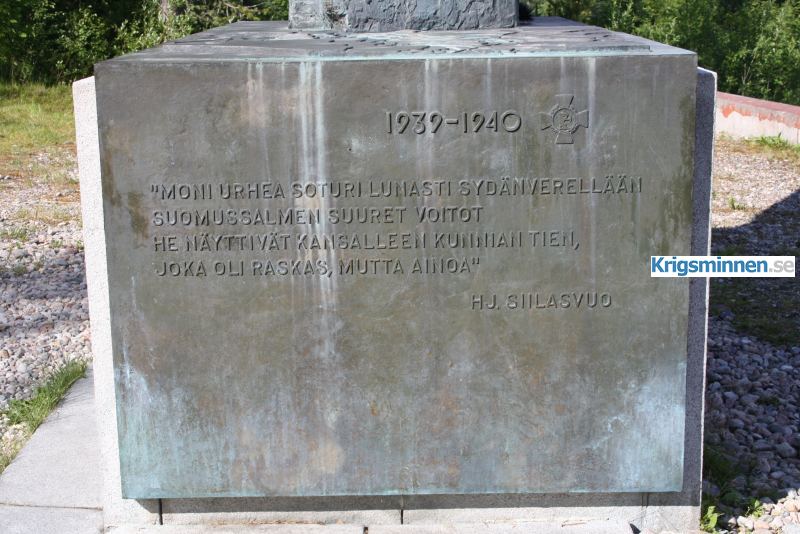 1939-1940
"MONI URHEA SOTURI LUNASTI SYDÄNVERELLÄÄN
SUOMUSSALMEN SUURET VOITOT
HE NÄYTTIVÄT KANSALLEEN KUNNIAN TIEN,
JOKA OLI RASKAS, MUTTA AINOA"
HJ. SIILASVUO
Krigsminnen.se